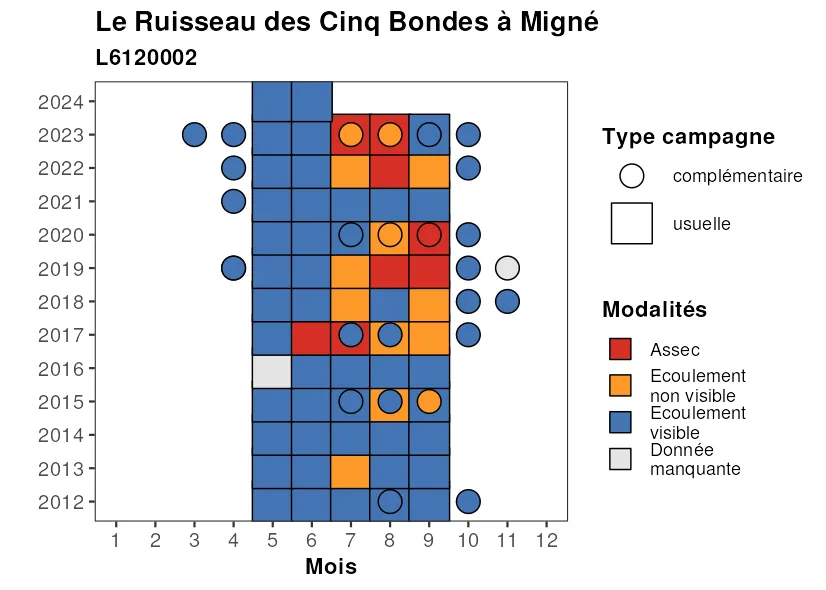 Le Ruisseau des Cinq Bondes à Migné
L6120002
2024
2023
2022
2021
2020
2019
2018
2017
2016
2015
2014
2013
2012
1 2 3 4 5 6 7 8 9 10 11 12
Mois
Type campagne
complémentaire
usuelle
Modalités
Assec
Ecoulement
non visible
Ecoulement
visible
Donnée
manquante